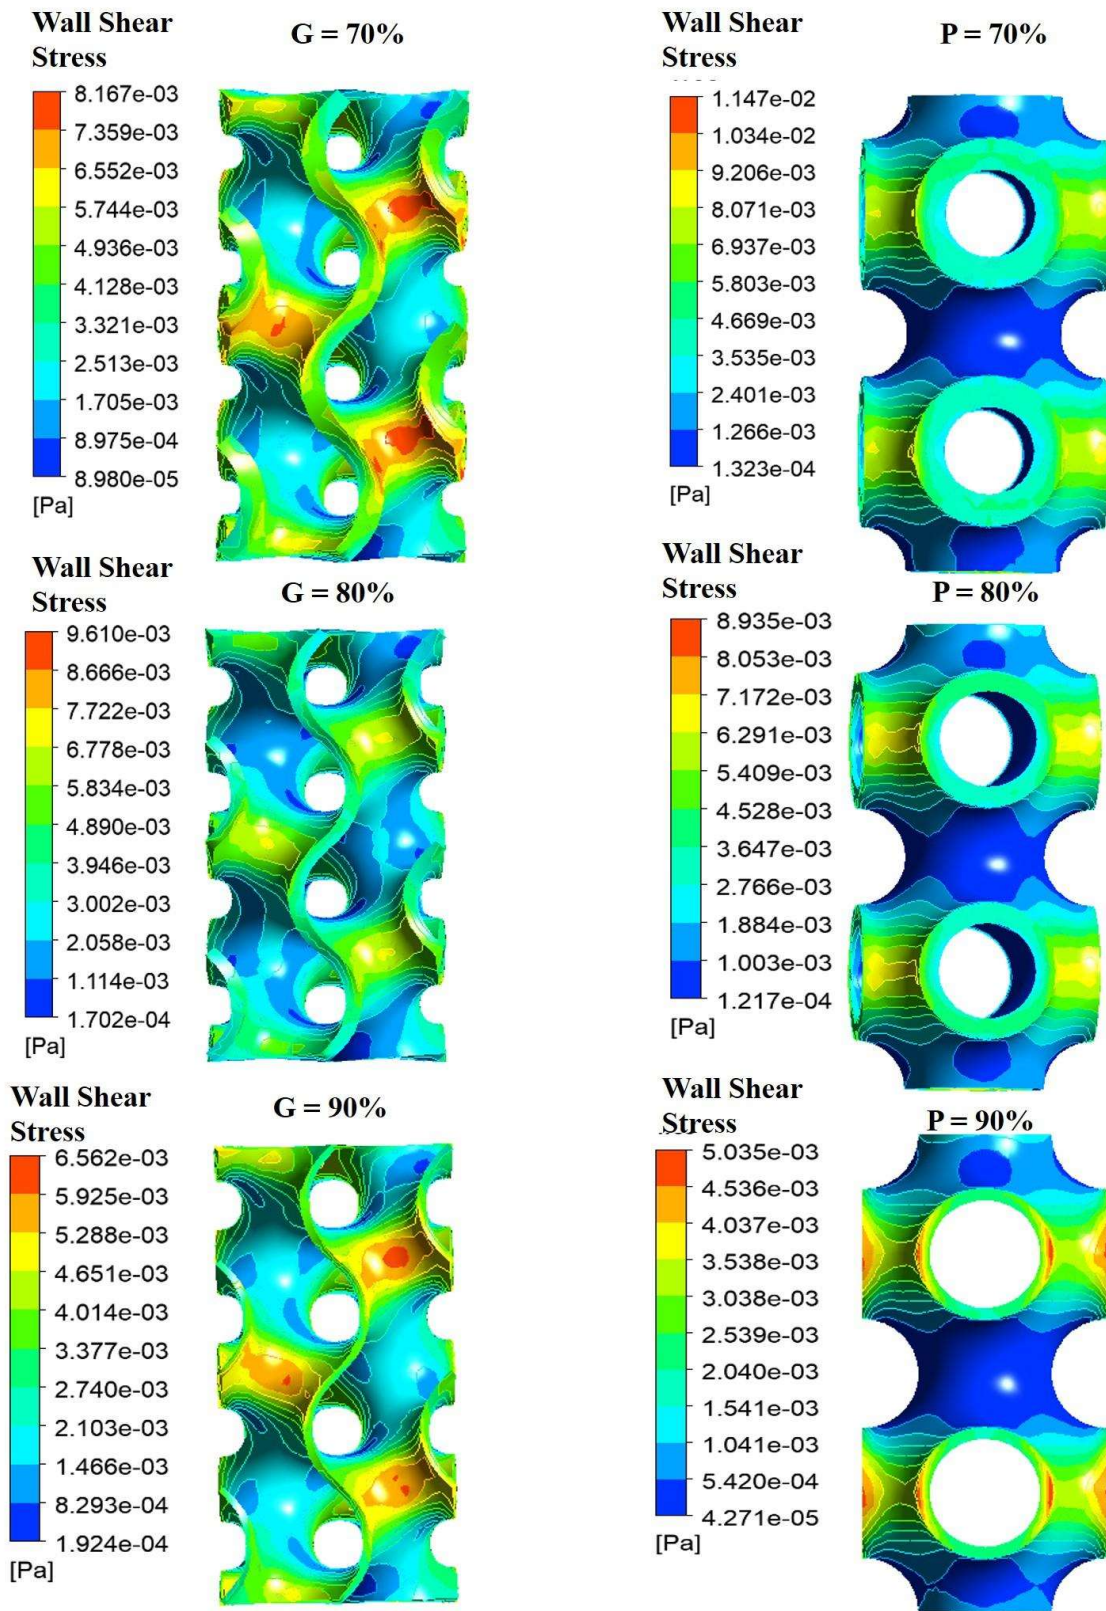 Wall Shear
Stress
G = 70%
8.167e-03
7.359e-03
6.552e-03
5.744e-03
4.936e-03
4.128e-03
3.321e-03
2.513e-03
1.705e-03
8.975e-04
8.980e-05
[Pa]
Wall Shear
Stress
P = 70%
1.147e-02
1.034e-02
9.206e-03
8.071e-03
6.937e-03
5.803e-03
4.669e-03
3.535e-03
2.401e-03
1.266e-03
1.323e-04
[Pa]
Wall Shear
Stress
G = 80%
9.610e-03
8.666e-03
7.722e-03
6.778e-03
5.834e-03
4.890e-03
3.946e-03
3.002e-03
2.058e-03
1.114e-03
1.702e-04
[Pa]
Wall Shear
Stress
P = 80%
8.935e-03
8.053e-03
7.172e-03
6.291e-03
5.409e-03
4.528e-03
3.647e-03
2.766e-03
1.884e-03
1.003e-03
1.217e-04
[Pa]
Wall Shear
Stress
G = 90%
6.562e-03
5.925e-03
5.288e-03
4.651e-03
4.014e-03
3.377e-03
2.740e-03
2.103e-03
1.466e-03
8.293e-04
1.924e-04
[Pa]
Wall Shear
Stress
P = 90%
5.035e-03
4.536e-03
4.037e-03
3.538e-03
3.038e-03
2.539e-03
2.040e-03
1.541e-03
1.041e-03
5.420e-04
4.271e-05
[Pa]